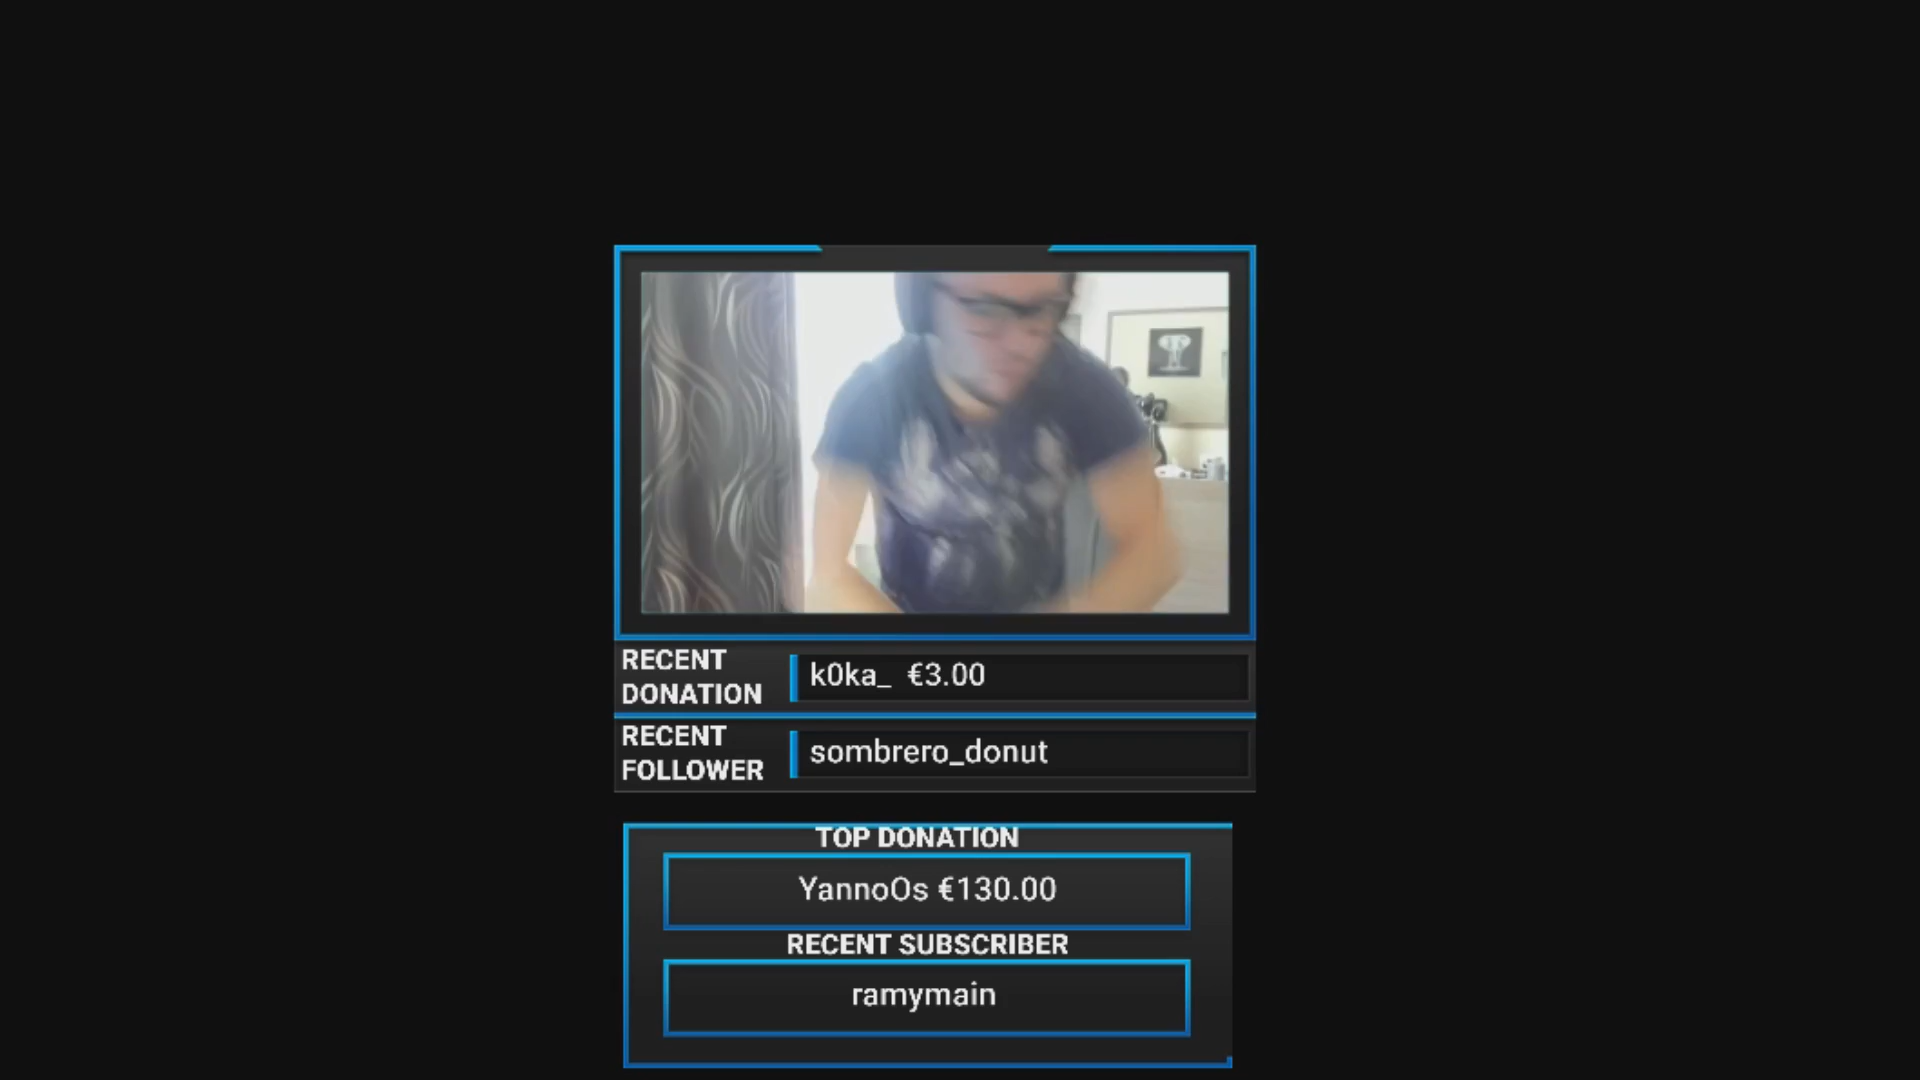 RECENT
DONATION
k0ka_ €3.00
RECENT
FOLLOWER
sombrero_donut
TOP DONATION
YannoOs €130.00
RECENT SUBSCRIBER
ramymain